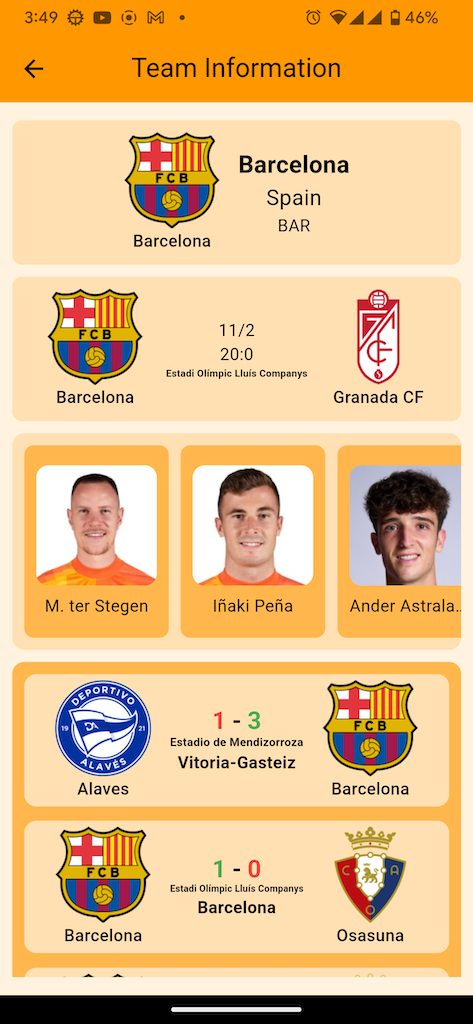 3:49
46%
Team Information
FCB
Barcelona
Barcelona
Spain
BAR
FCB
Barcelona
11/2
20:0
Estadi Olímpic Lluís Companys
Granada CF
M. ter Stegen
Iñaki Peña
Ander Astrala..
DEPORTIVO
19 DA 21
ALAVÉS
Alaves
1 - 3
Estadio de Mendizorroza
Vitoria-Gasteiz
FCB
Barcelona
FCB
Barcelona
1 - 0
Estadi Olímpic Lluís Companys
Barcelona
C A
O
Osasuna